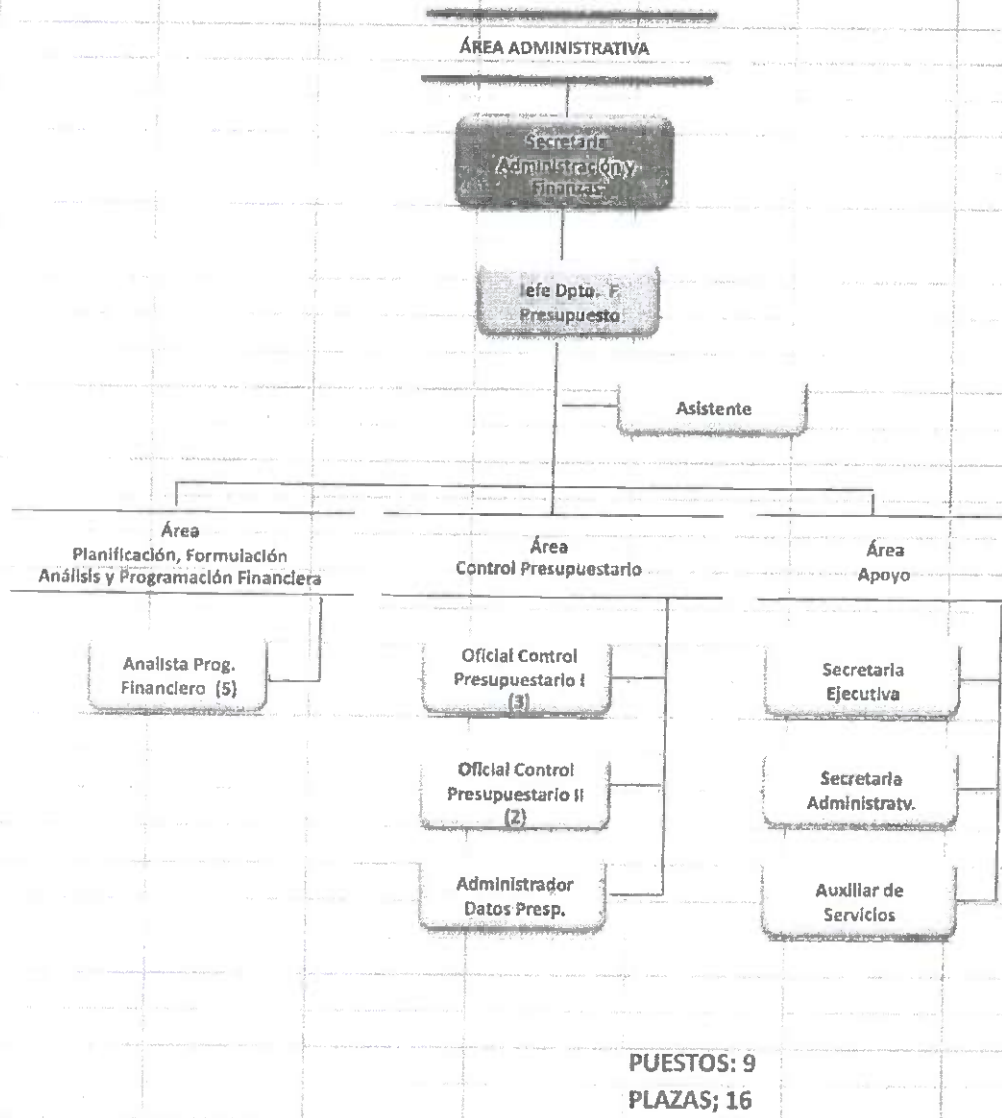 ÁREA ADMINISTRATIVA
Secretaria
Administración y
Finanzas
Jefe Dpto. F.
Presupuesto
Asistente
Área
Planificación, Formulación
Análisis y Programación Financiera
Analista Prog.
Financiero (5)
Área
Control Presupuestario
Oficial Control
Presupuestario I
(3)
Oficial Control
Presupuestario II
(2)
Administrador
Datos Presp.
Área
Apoyo
Secretaria
Ejecutiva
Secretaria
Administratv.
Auxiliar de
Servicios
PUESTOS: 9
PLAZAS; 16